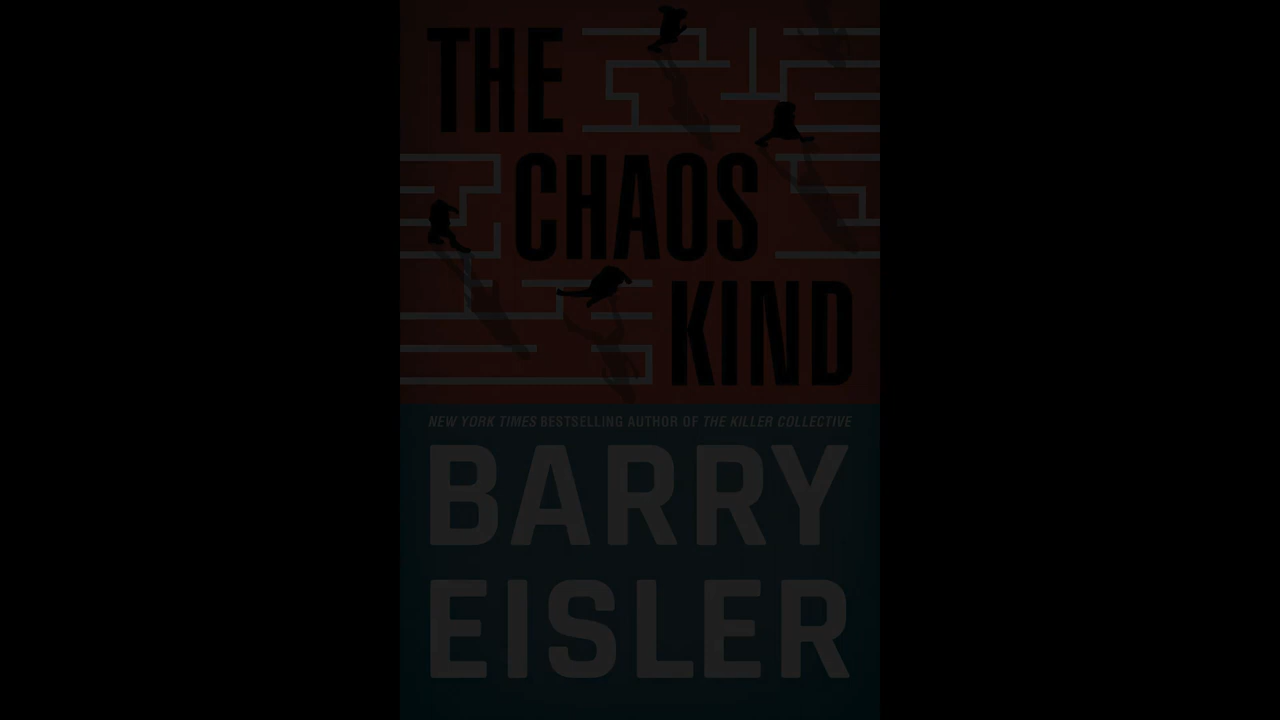 THE
CHAOS
KIND
NEW YORK TIMES BESTSELLING AUTHOR OF THE KILLER COLLECTIVE
BARRY
EISLER